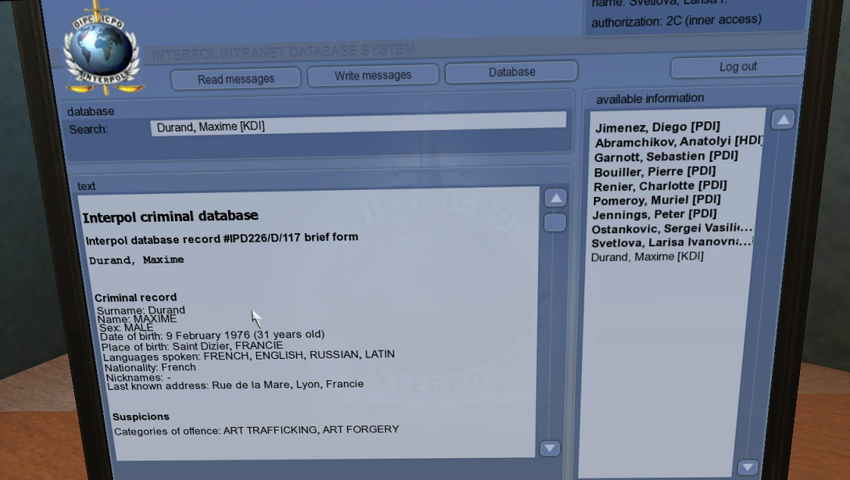 name: Svetlova, Larisa I.
authorization: 2C (inner access)
OIPC ICPO
INTERPOL
INTERPOL INTRANET DATABASE SYSTEM
Read messages
Write messages
Database
Log out
database
Search:
Durand, Maxime [KDI]
text
Interpol criminal database
Interpol database record #IPD226/D/117 brief form
Durand, Maxime
Criminal record
Surname: Durand
Name: MAXIME
Sex: MALE
Date of birth: 9 February 1976 (31 years old)
Place of birth: Saint Dizier, FRANCIE
Languages spoken: FRENCH, ENGLISH, RUSSIAN, LATIN
Nationality: French
Nicknames: -
Last known address: Rue de la Mare, Lyon, Francie
Suspicions
Categories of offence: ART TRAFFICKING, ART FORGERY
available information
Jimenez, Diego [PDI]
Abramchikov, Anatolyi [HDI]
Garnott, Sebastien [PDI]
Bouiller, Pierre [PDI]
Renier, Charlotte [PDI]
Pomeroy, Muriel [PDI]
Jennings, Peter [PDI]
Ostankovic, Sergei Vasili...
Svetlova, Larisa Ivanovn...
Durand, Maxime [KDI]